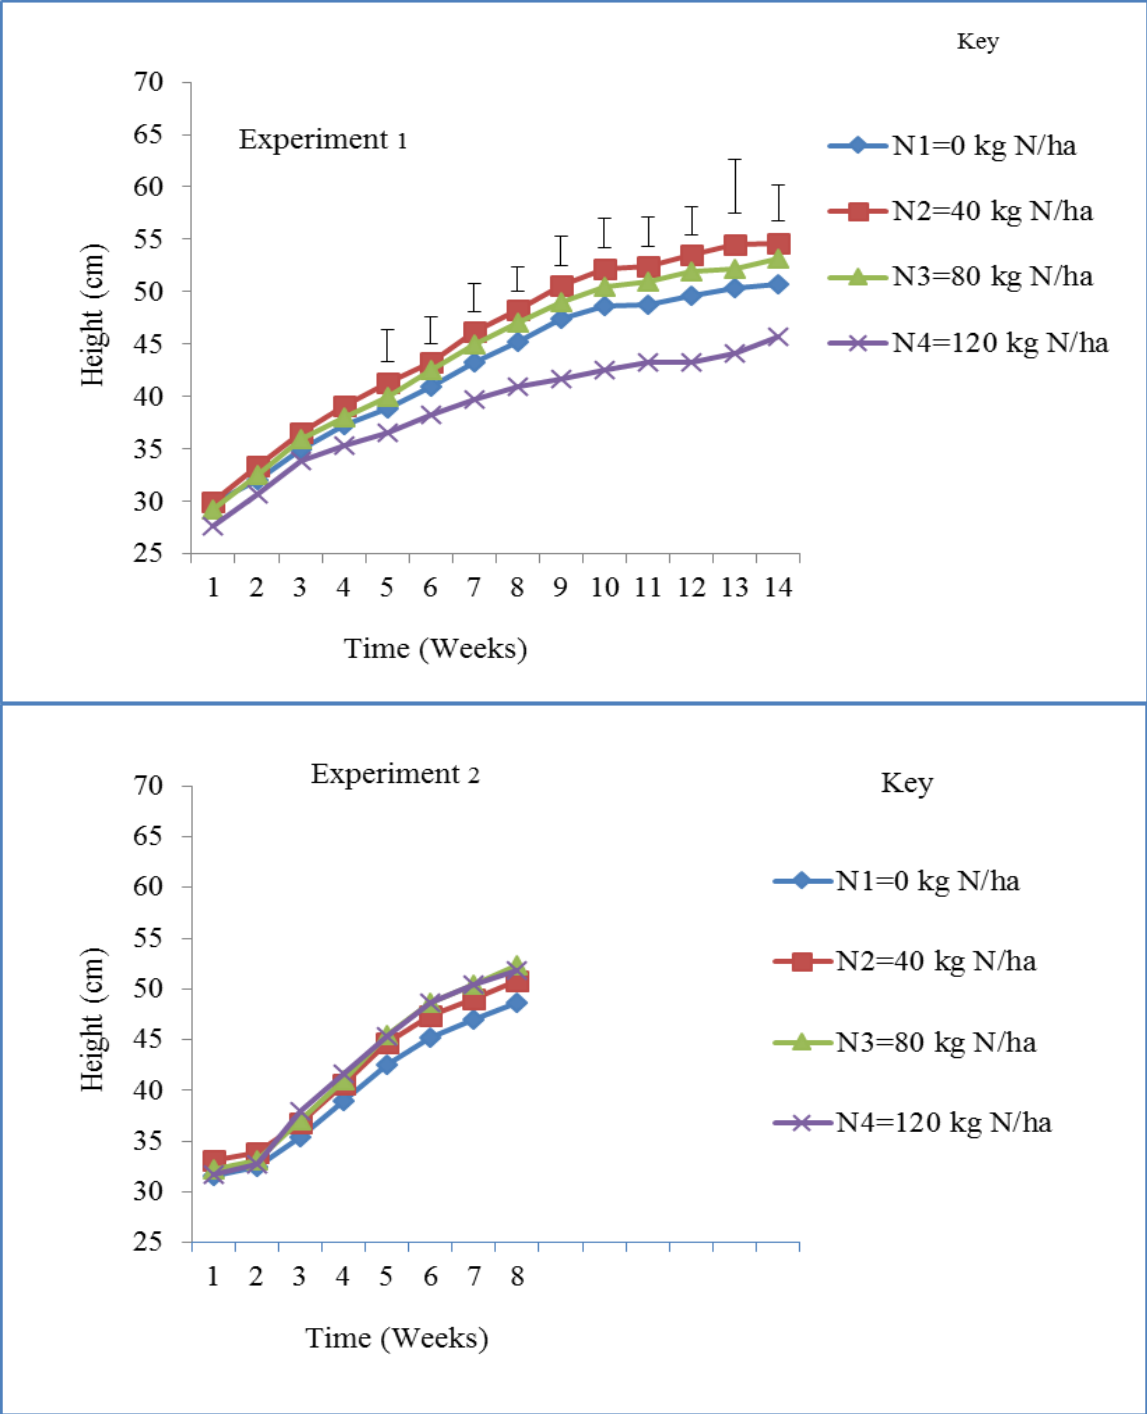 Key
70
65
60
55
50
45
40
35
30
25
Height (cm)
Experiment 1
N1=0 kg N/ha
N2=40 kg N/ha
N3=80 kg N/ha
N4=120 kg N/ha
1 2 3 4 5 6 7 8 9 10 11 12 13 14
Time (Weeks)
Experiment 2
Key
70
65
60
55
50
45
40
35
30
25
Height (cm)
N1=0 kg N/ha
N2=40 kg N/ha
N3=80 kg N/ha
N4=120 kg N/ha
1 2 3 4 5 6 7 8
Time (Weeks)